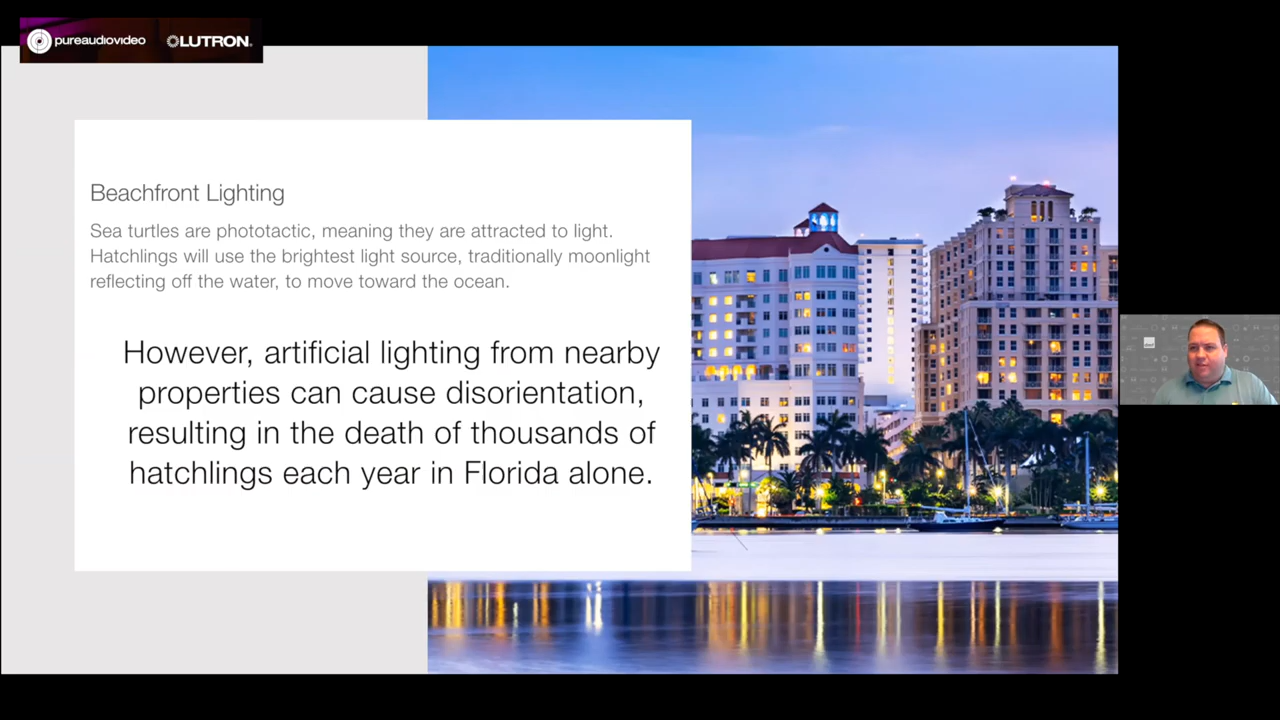 pureaudiovideo LUTRON
Beachfront Lighting
Sea turtles are phototactic, meaning they are attracted to light.
Hatchlings will use the brightest light source, traditionally moonlight
reflecting off the water, to move toward the ocean.
However, artificial lighting from nearby
properties can cause disorientation,
resulting in the death of thousands of
hatchlings each year in Florida alone.